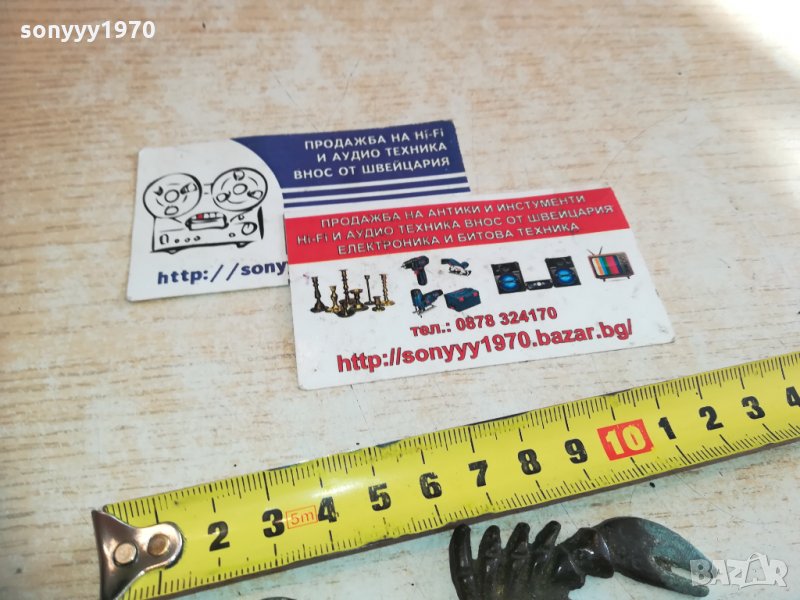 sonyyy1970
ПРОДАЖБА НА Hi-Fi
И АУДИО ТЕХНИКА
ВНОС ОТ ШВЕЙЦАРИЯ
http://sony
ПРОДАЖБА НА АНТИКИ И ИНСТУМЕНТИ
Hi-Fi И АУДИО ТЕХНИКА ВНОС ОТ ШВЕЙЦАРИЯ
ЕЛЕКТРОНИКА И БИТОВА ТЕХНИКА
тел.: 0878 324170
http://sonyyy1970.bazar.bg/
2 3 5m 4 5 6 7 8 9 10 1 2 3 4
BAZAR